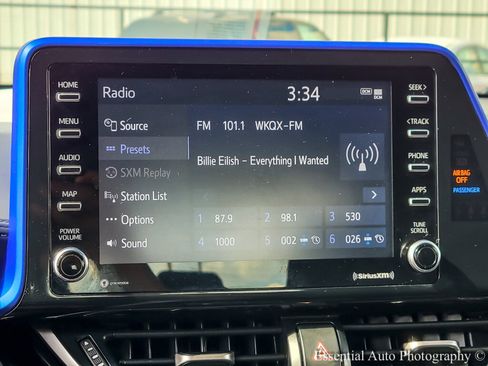 Radio 3:34 DCM DCM
HOME
MENU
AUDIO
MAP
POWER
VOLUME
Source
Presets
SXM Replay
Station List
Options
Sound
FM 101.1 WKQX-FM
Billie Eilish – Everything I Wanted
1 87.9 2 98.1 3 530
4 1000 5 002 6 026
SEEK>
<TRACK
PHONE
APPS
TUNE
SCROLL
((SiriusXM))
AIRBAG
OFF
PASSENGER
Essential Auto Photography